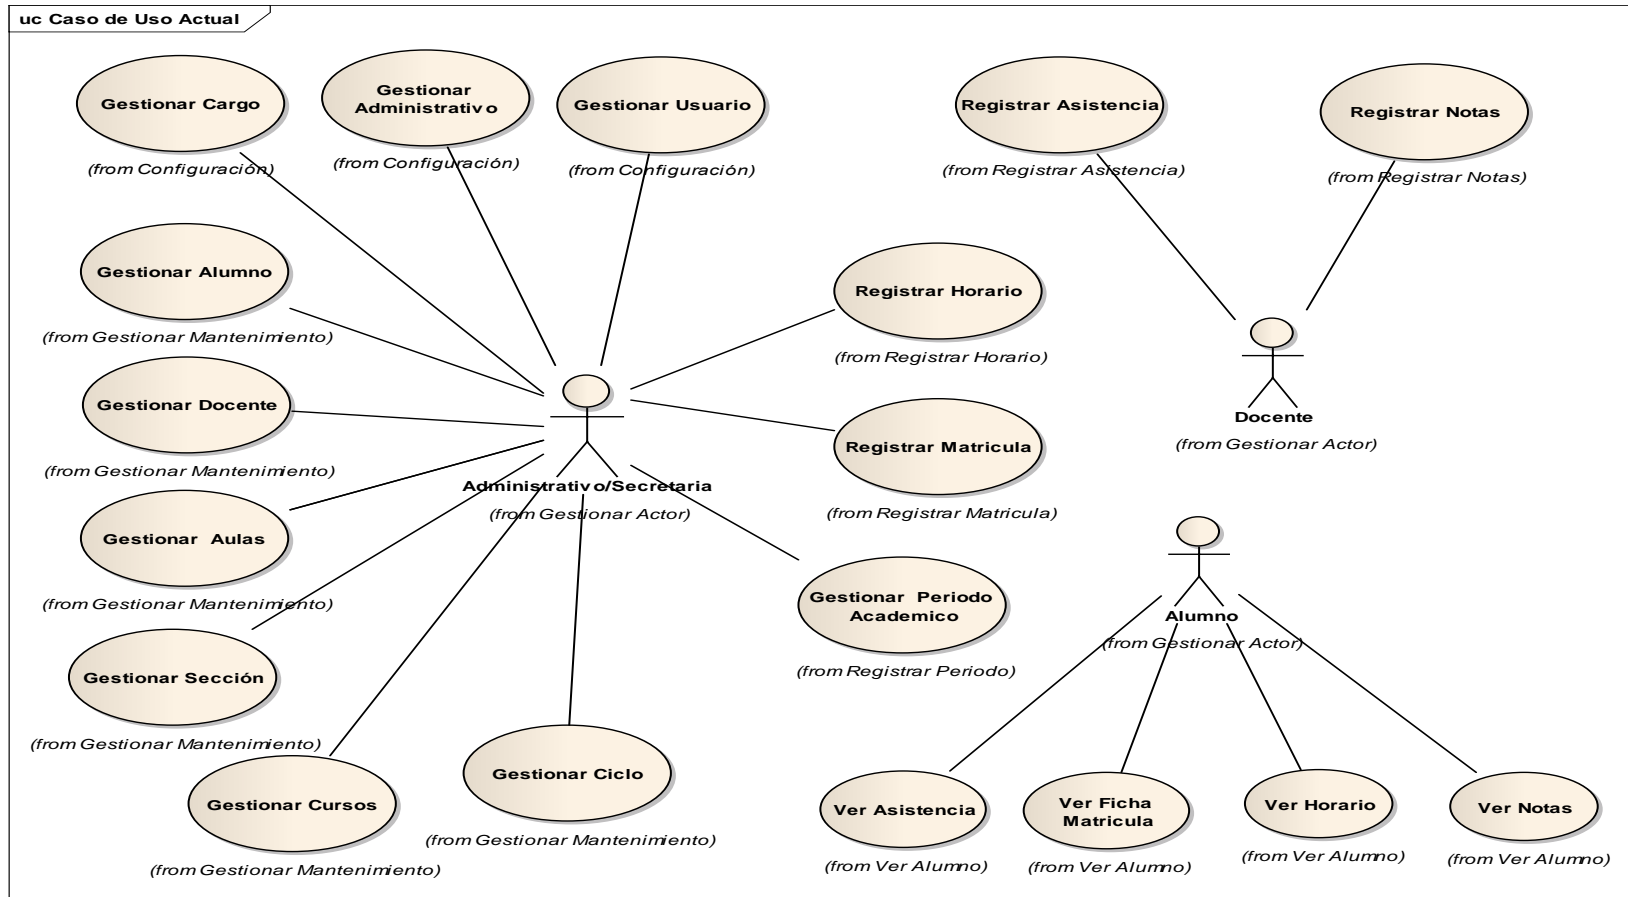 uc Caso de Uso Actual
Gestionar Cargo
(from Configuración)
Gestionar
Administrativo
(from Configuración)
Gestionar Usuario
(from Configuración)
Registrar Asistencia
(from Registrar Asistencia)
Registrar Notas
(from Registrar Notas)
Gestionar Alumno
(from Gestionar Mantenimiento)
Registrar Horario
(from Registrar Horario)
Gestionar Docente
(from Gestionar Mantenimiento)
Docente
(from Gestionar Actor)
Registrar Matricula
(from Registrar Matricula)
Administrativo/Secretaria
(from Gestionar Actor)
Gestionar Aulas
(from Gestionar Mantenimiento)
Gestionar Periodo
Academico
(from Registrar Periodo)
Alumno
(from Gestionar Actor)
Gestionar Sección
(from Gestionar Mantenimiento)
Gestionar Cursos
(from Gestionar Mantenimiento)
Gestionar Ciclo
(from Gestionar Mantenimiento)
Ver Asistencia
(from Ver Alumno)
Ver Ficha
Matricula
(from Ver Alumno)
Ver Horario
(from Ver Alumno)
Ver Notas
(from Ver Alumno)